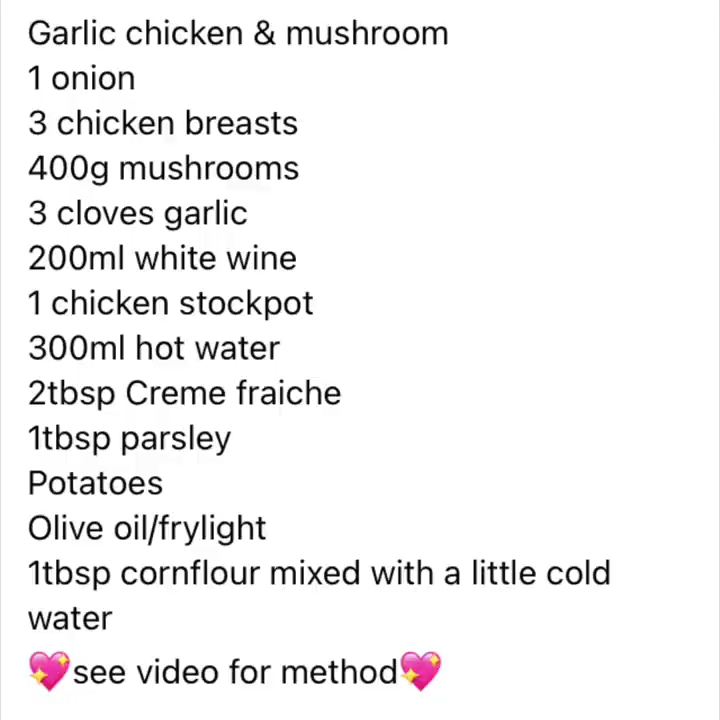 Garlic chicken & mushroom
1 onion
3 chicken breasts
400g mushrooms
3 cloves garlic
200ml white wine
1 chicken stockpot
300ml hot water
2tbsp Creme fraiche
1tbsp parsley
Potatoes
Olive oil/frylight
1tbsp cornflour mixed with a little cold
water
💖see video for method💖